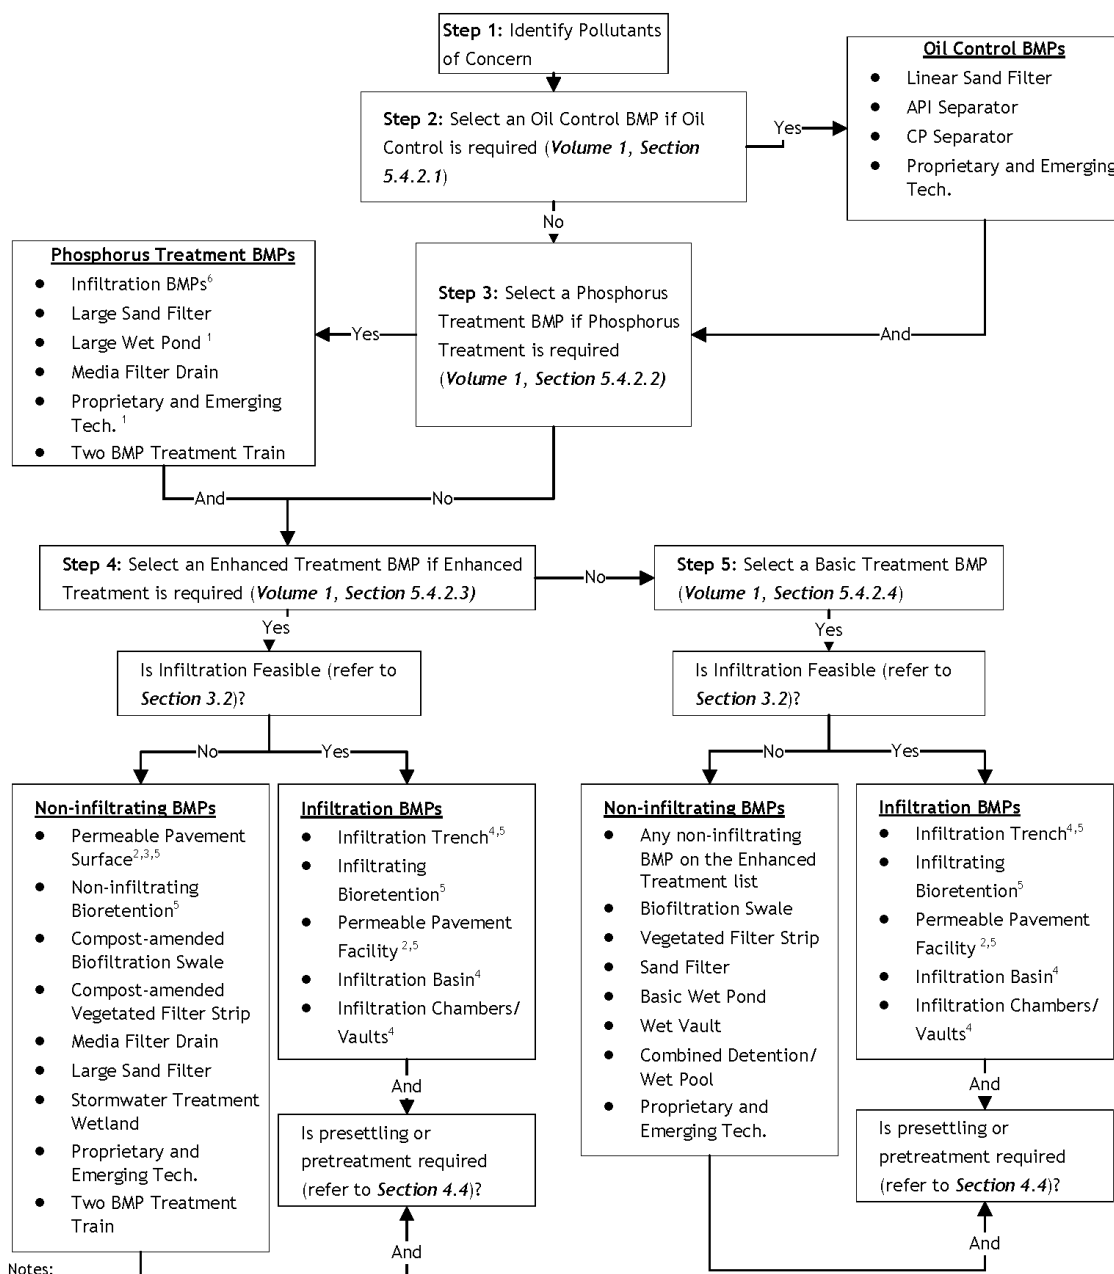 Step 1: Identify Pollutants
of Concern
Oil Control BMPs
● Linear Sand Filter
● API Separator
● CP Separator
● Proprietary and Emerging
Tech.
Step 2: Select an Oil Control BMP if Oil
Control is required (Volume 1, Section
5.4.2.1)
Yes
No
Phosphorus Treatment BMPs
● Infiltration BMPs6
● Large Sand Filter
● Large Wet Pond 1
● Media Filter Drain
● Proprietary and Emerging
Tech. 1
● Two BMP Treatment Train
Step 3: Select a Phosphorus
Treatment BMP if Phosphorus
Treatment is required
(Volume 1, Section 5.4.2.2)
Yes
And
And
No
Step 4: Select an Enhanced Treatment BMP if Enhanced
Treatment is required (Volume 1, Section 5.4.2.3)
No
Step 5: Select a Basic Treatment BMP
(Volume 1, Section 5.4.2.4)
Yes
Yes
Is Infiltration Feasible (refer to
Section 3.2)?
Is Infiltration Feasible (refer to
Section 3.2)?
No
Yes
No
Yes
Non-infiltrating BMPs
● Permeable Pavement
Surface2,3,5
● Non-infiltrating
Bioretention5
● Compost-amended
Biofiltration Swale
● Compost-amended
Vegetated Filter Strip
● Media Filter Drain
● Large Sand Filter
● Stormwater Treatment
Wetland
● Proprietary and
Emerging Tech.
● Two BMP Treatment
Train
Infiltration BMPs
● Infiltration Trench4,5
● Infiltrating
Bioretention5
● Permeable Pavement
Facility 2,5
● Infiltration Basin4
● Infiltration Chambers/
Vaults4
And
Is presettling or
pretreatment required
(refer to Section 4.4)?
And
Non-infiltrating BMPs
● Any non-infiltrating
BMP on the Enhanced
Treatment list
● Biofiltration Swale
● Vegetated Filter Strip
● Sand Filter
● Basic Wet Pond
● Wet Vault
● Combined Detention/
Wet Pool
● Proprietary and
Emerging Tech.
Infiltration BMPs
● Infiltration Trench4,5
● Infiltrating
Bioretention5
● Permeable Pavement
Facility 2,5
● Infiltration Basin4
● Infiltration Chambers/
Vaults4
And
Is presettling or
pretreatment required
(refer to Section 4.4)?
And
Notes: